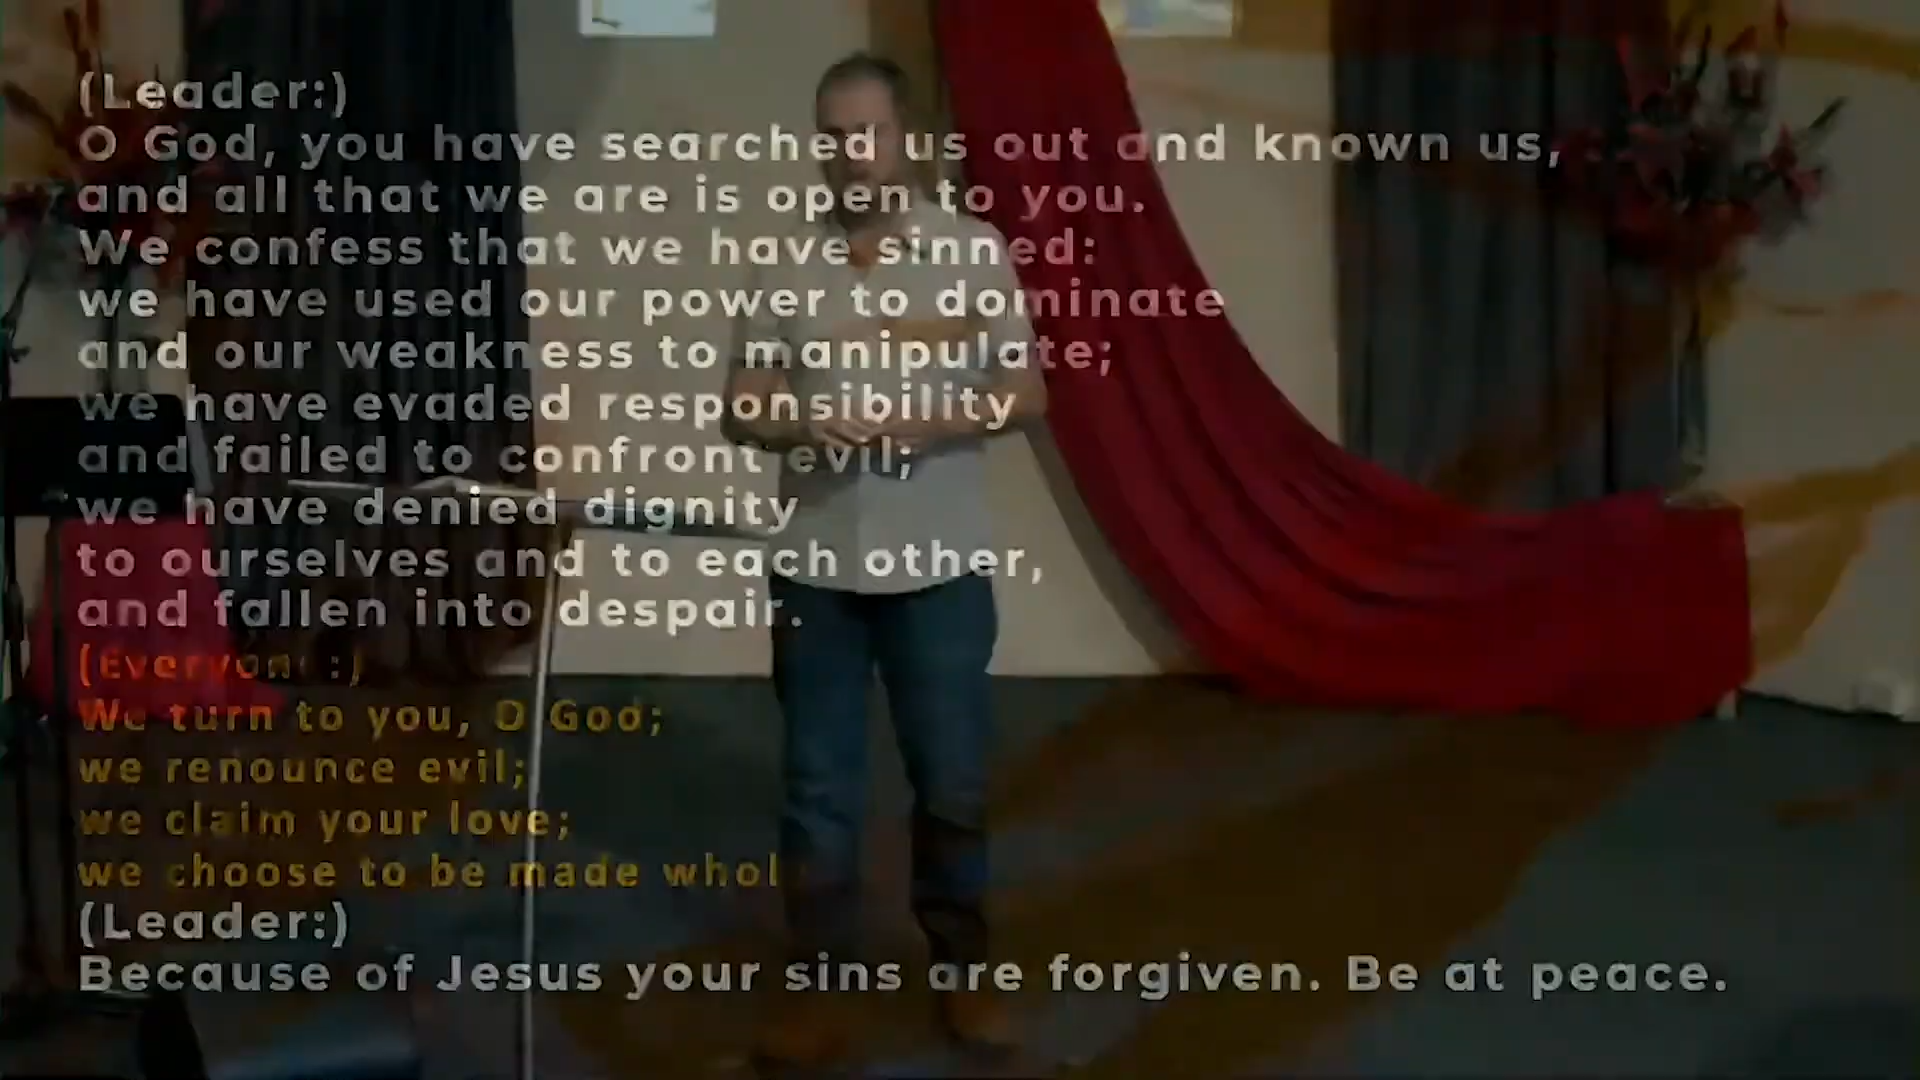 (Leader:)
O God, you have searched us out and known us,
and all that we are is open to you.
We confess that we have sinned:
we have used our power to dominate
and our weakness to manipulate;
we have evaded responsibility
and failed to confront evil;
we have denied dignity
to ourselves and to each other,
and fallen into despair.
(Everyone:)
We turn to you, O God;
we renounce evil;
we claim your love;
we choose to be made whol
(Leader:)
Because of Jesus your sins are forgiven. Be at peace.